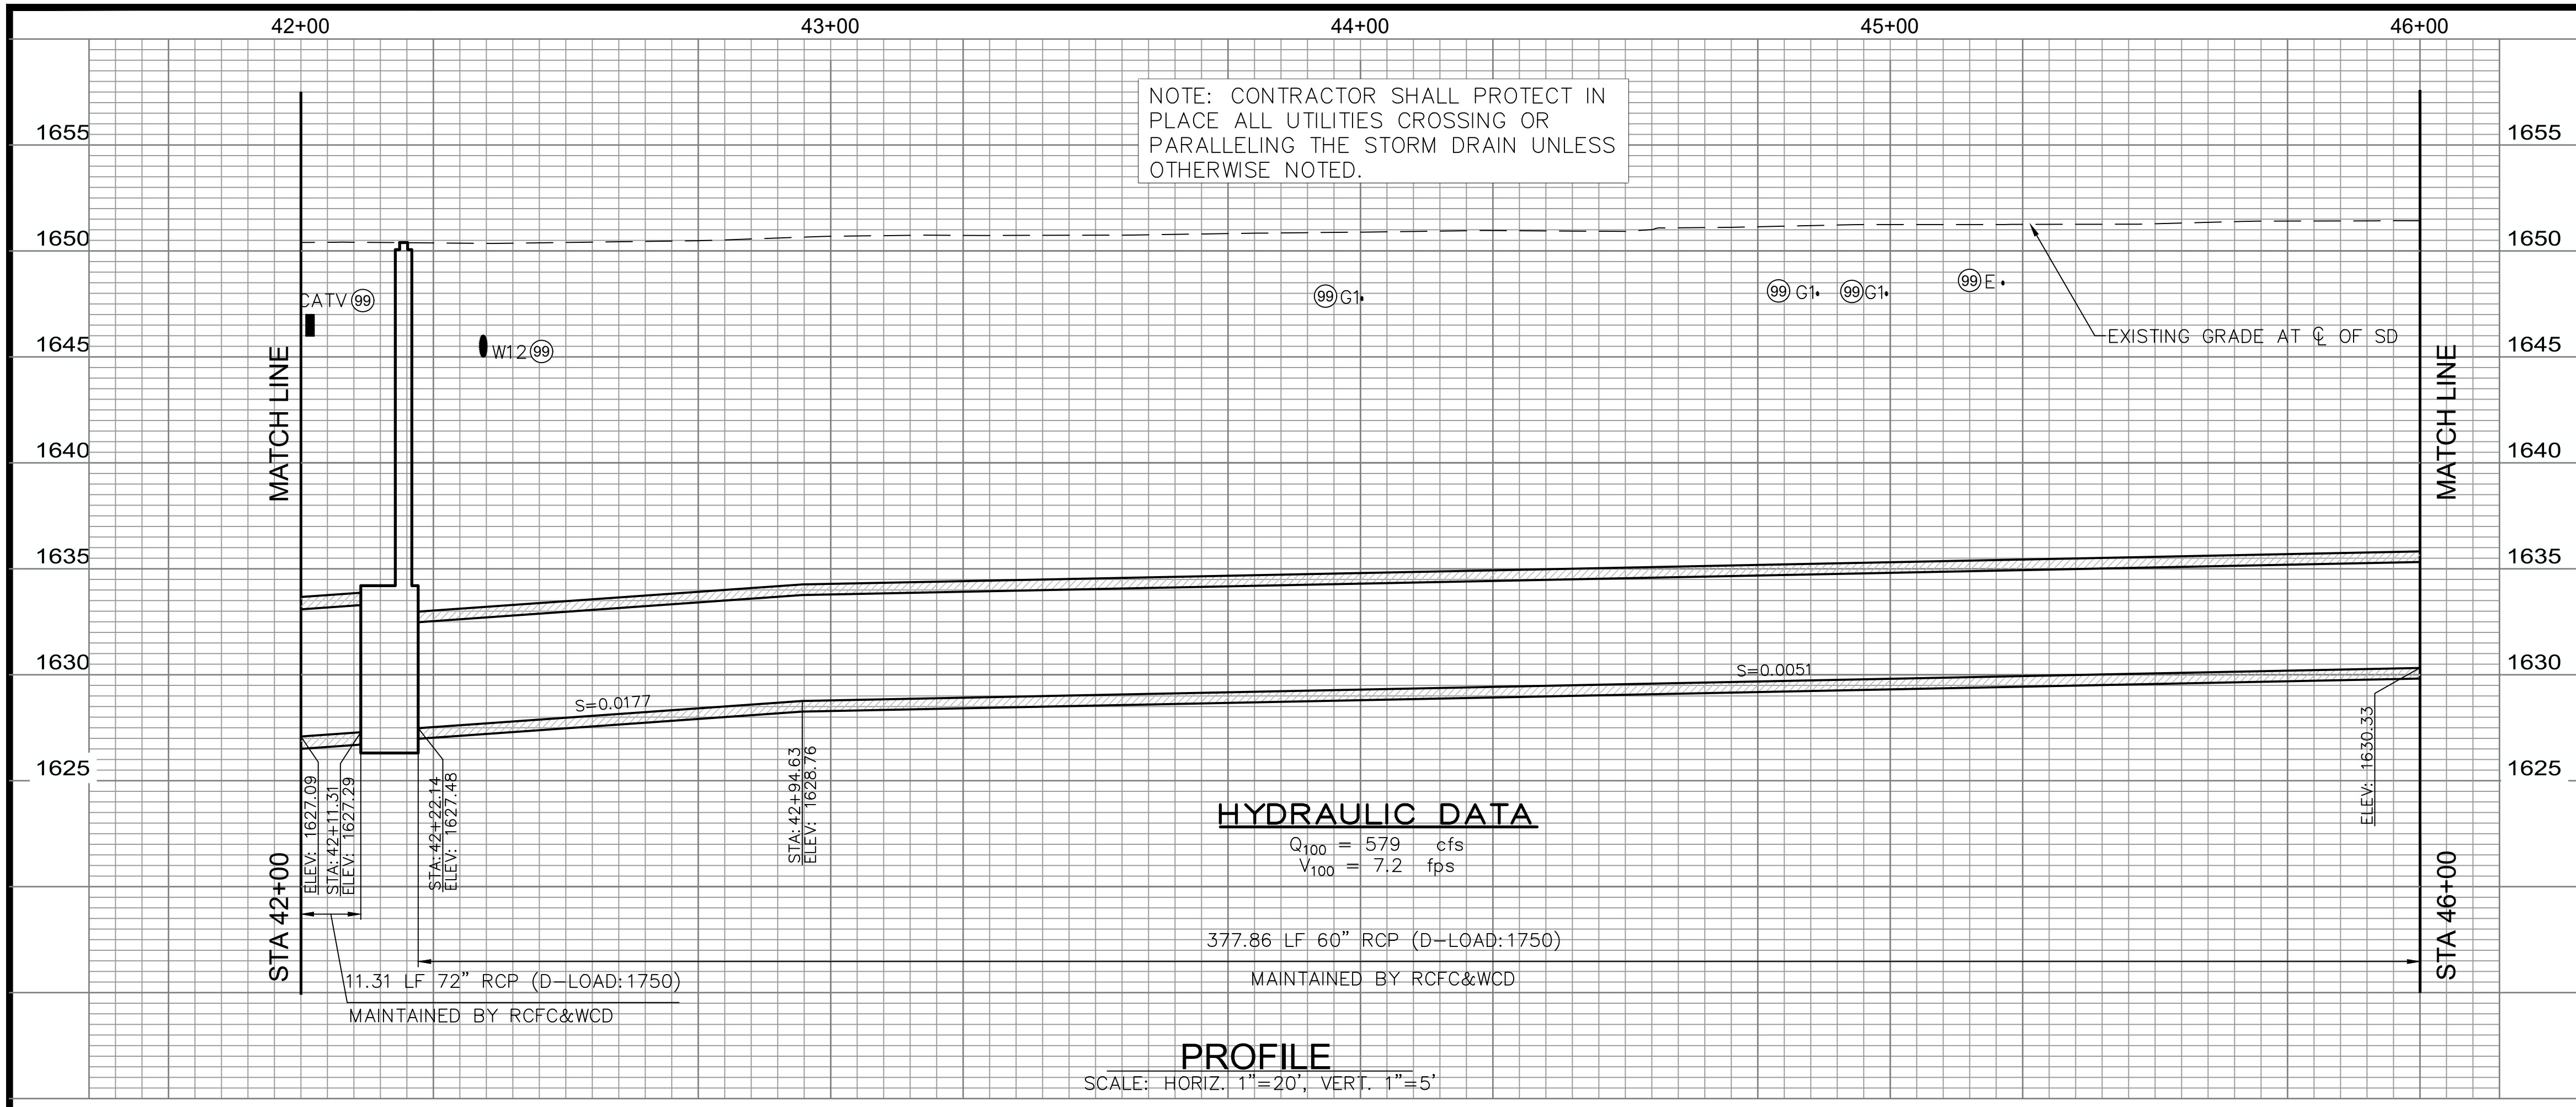 42+00 43+00 44+00 45+00 46+00
NOTE: CONTRACTOR SHALL PROTECT IN
PLACE ALL UTILITIES CROSSING OR
PARALLELING THE STORM DRAIN UNLESS
OTHERWISE NOTED.
1655 1655
1650 1650
CATV 99
99 G1
99 G1
99 G1
99 E
1645 1645
W12 99
EXISTING GRADE AT ℄ OF SD
MATCH LINE
MATCH LINE
1640 1640
1635 1635
1630 1630
S=0.0177
S=0.0051
1625 1625
ELEV: 1627.09
STA: 42+11.31
ELEV: 1627.29
STA: 42+22.14
ELEV: 1627.48
STA: 42+94.63
ELEV: 1628.76
ELEV: 1630.33
HYDRAULIC DATA
Q100 = 579 cfs
V100 = 7.2 fps
STA 42+00
STA 46+00
377.86 LF 60" RCP (D-LOAD:1750)
MAINTAINED BY RCFC&WCD
11.31 LF 72" RCP (D-LOAD:1750)
MAINTAINED BY RCFC&WCD
PROFILE
SCALE: HORIZ. 1"=20', VERT. 1"=5'